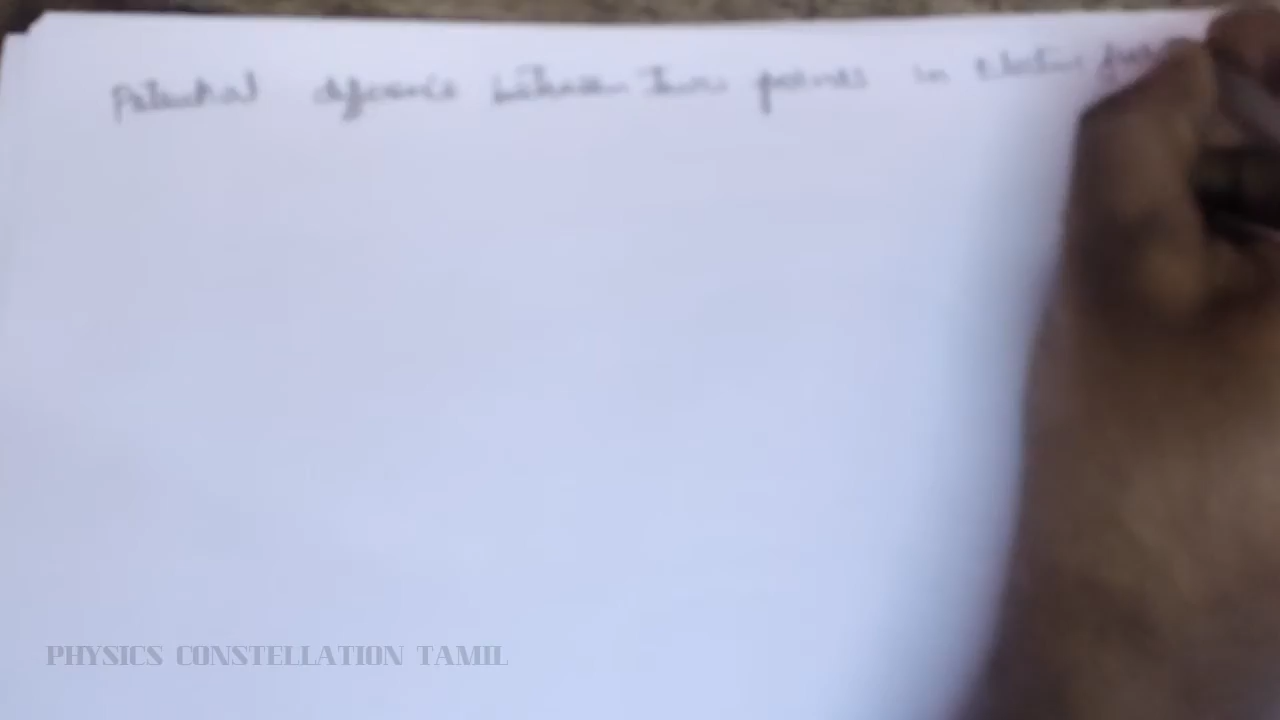 Potential difference between two points in electric
PHYSICS CONSTELLATION TAMIL